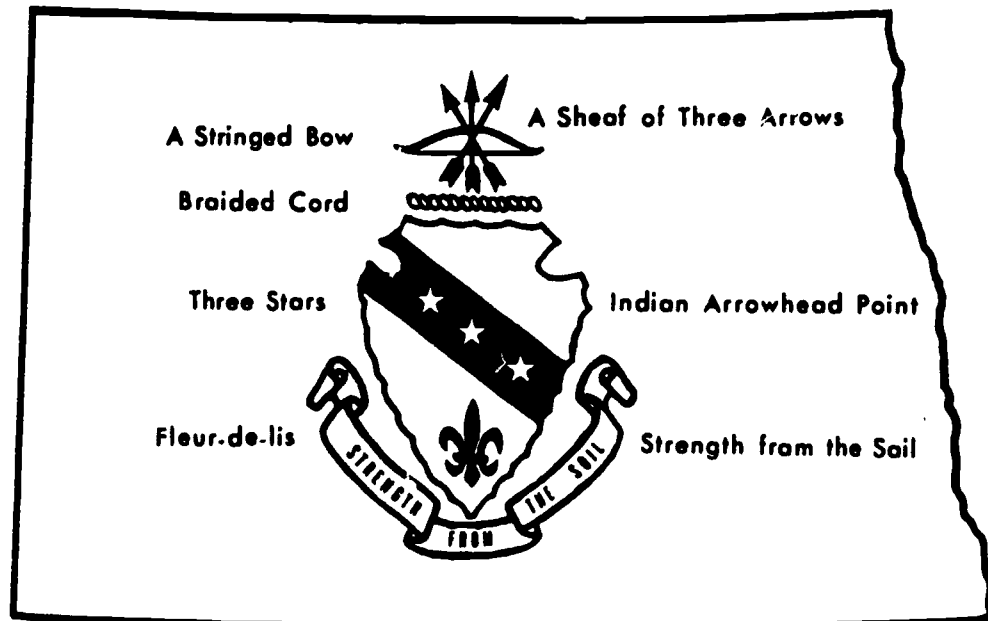 A Stringed Bow
A Sheaf of Three Arrows
Braided Cord
Three Stars
Indian Arrowhead Point
Fleur-de-lis
Strength from the Sail
STRENGTH
FROM
THE SOIL